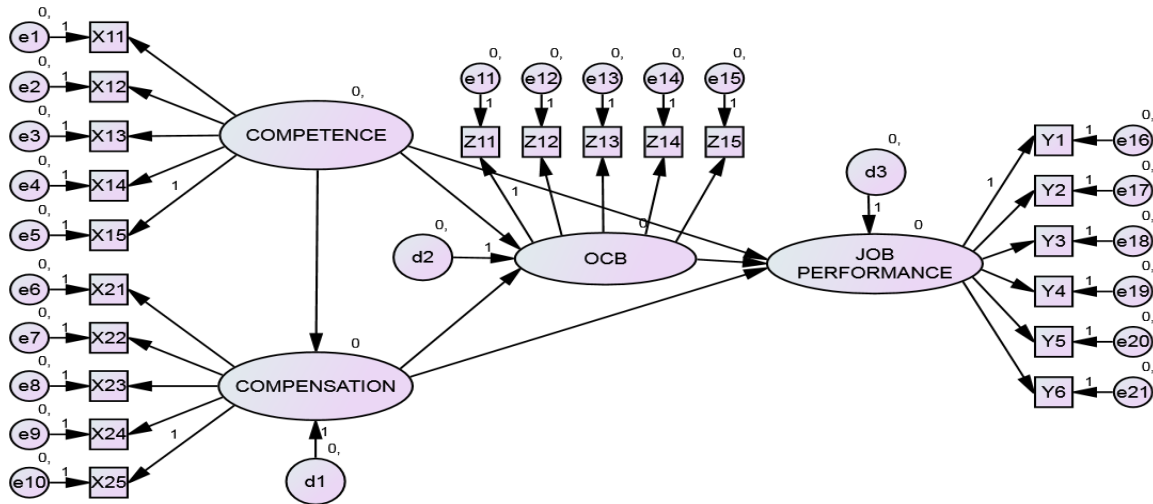 0,
e1 1 X11
0,
e2 1 X12
0,
e3 1 X13
0,
e4 1 X14
0,
e5 1 X15
1
0,
COMPETENCE
0,
e6 1 X21
0,
e7 1 X22
0,
e8 1 X23
0,
e9 1 X24
0,
e10 1 X25
1
0
COMPENSATION
1
0,
d1
0, 0, 0, 0, 0,
e11 e12 e13 e14 e15
1 1 1 1 1
Z11 Z12 Z13 Z14 Z15
1
0,
d2 1
0
OCB
0,
d3
1
0
JOB
PERFORMANCE
1
0,
Y1 1 e16
0,
Y2 1 e17
0,
Y3 1 e18
0,
Y4 1 e19
0,
Y5 1 e20
0,
Y6 1 e21